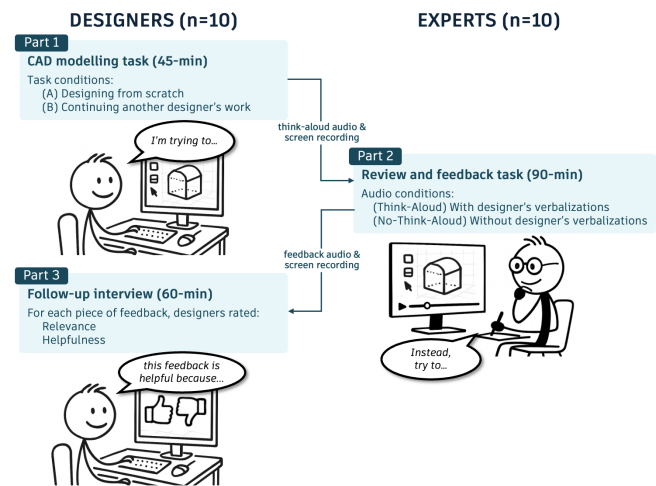 DESIGNERS (n=10)
EXPERTS (n=10)
Part 1
CAD modelling task (45-min)
Task conditions:
(A) Designing from scratch
(B) Continuing another designer's work
I'm trying to...
think-aloud audio &
screen recording
Part 2
Review and feedback task (90-min)
Audio conditions:
(Think-Aloud) With designer's verbalizations
(No-Think-Aloud) Without designer's verbalizations
feedback audio &
screen recording
Instead,
try to...
Part 3
Follow-up interview (60-min)
For each piece of feedback, designers rated:
Relevance
Helpfulness
this feedback is
helpful because...